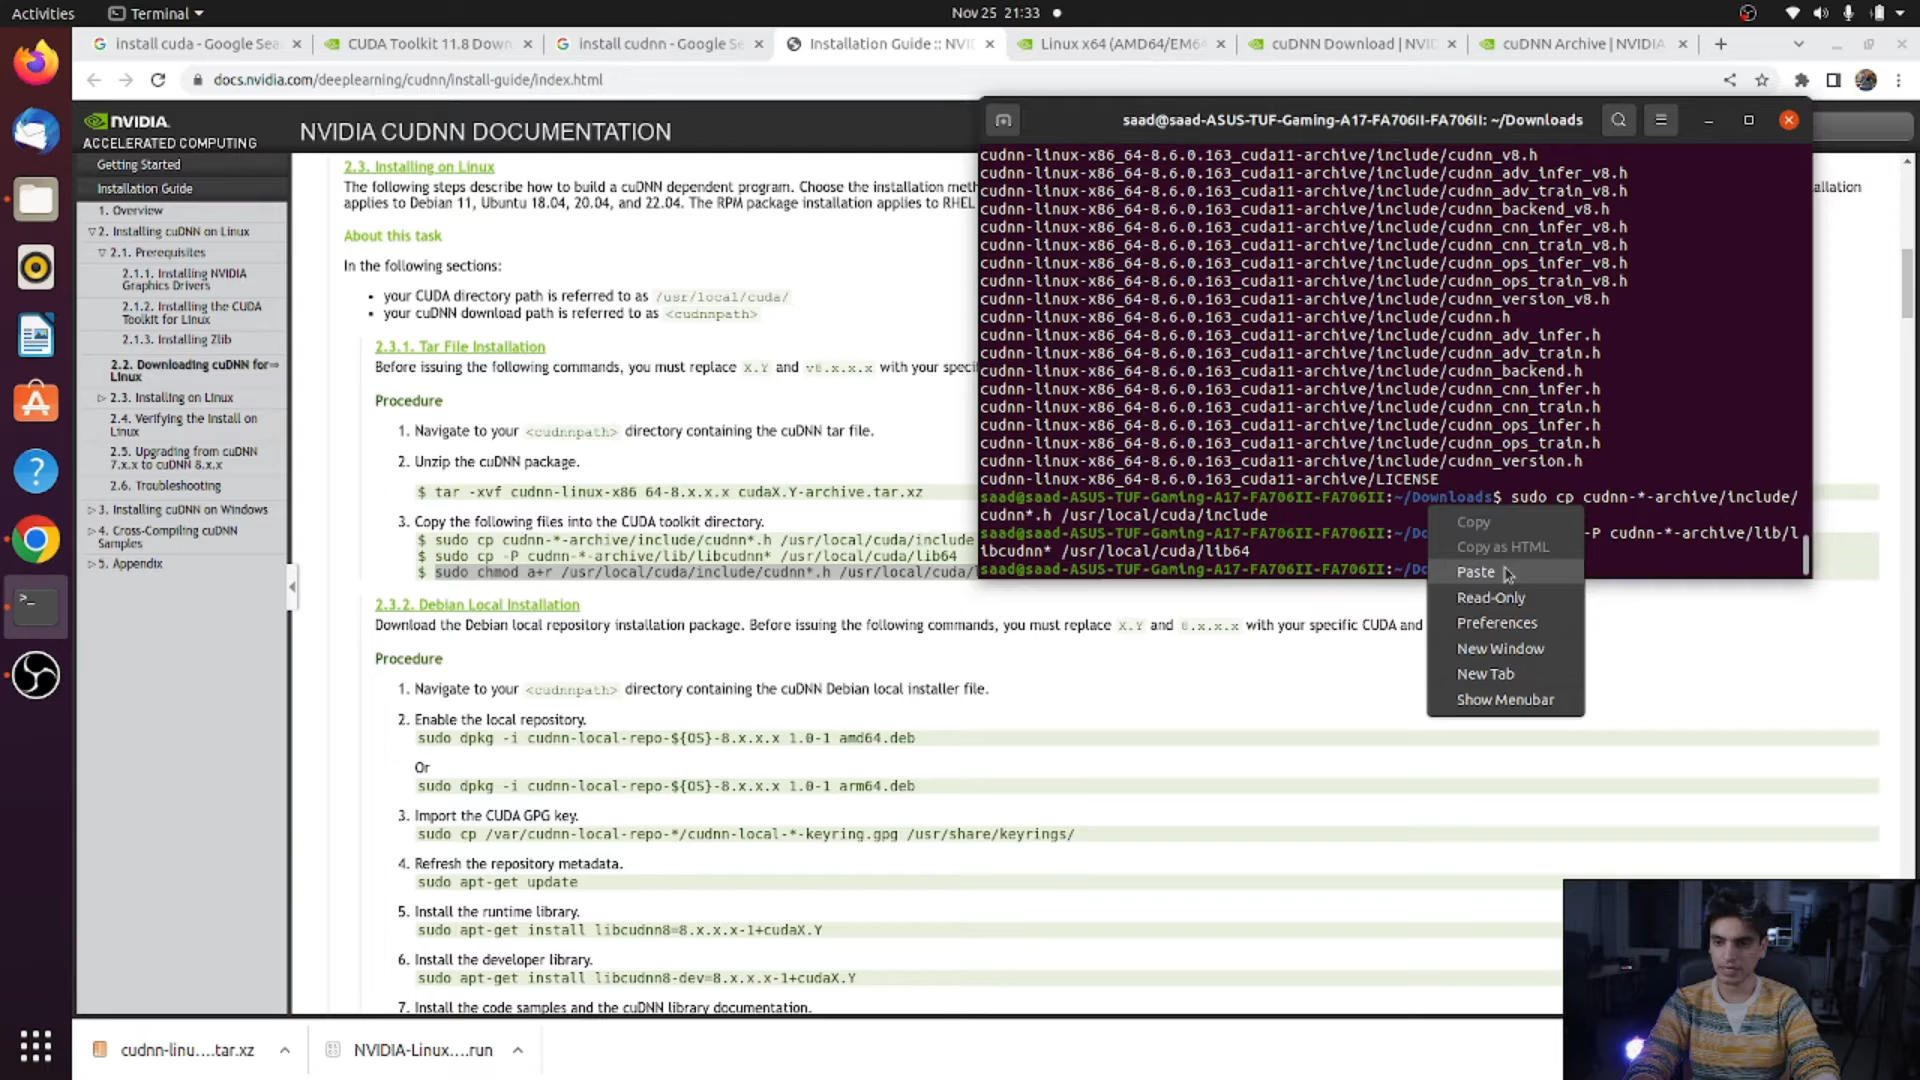 Activities
Terminal
Nov 25 21:33
install cuda - Google Sea
CUDA Toolkit 11.8 Down
install cudnn - Google Se
Installation Guide :: NVI
Linux x64 (AMD64/EM64
cuDNN Download | NVID
cuDNN Archive | NVIDIA
docs.nvidia.com/deeplearning/cudnn/install-guide/index.html
NVIDIA
ACCELERATED COMPUTING
NVIDIA CUDNN DOCUMENTATION
Getting Started
Installation Guide
1. Overview
2. Installing cuDNN on Linux
2.1. Prerequisites
2.1.1. Installing NVIDIA
Graphics Drivers
2.1.2. Installing the CUDA
Toolkit for Linux
2.1.3. Installing Zlib
2.2. Downloading cuDNN for
Linux
2.3. Installing on Linux
2.4. Verifying the Install on
Linux
2.5. Upgrading from cuDNN
7.x.x to cuDNN 8.x.x
2.6. Troubleshooting
3. Installing cuDNN on Windows
4. Cross-Compiling cuDNN
Samples
5. Appendix
2.3. Installing on Linux
The following steps describe how to build a cuDNN dependent program. Choose the installation meth
allation
applies to Debian 11, Ubuntu 18.04, 20.04, and 22.04. The RPM package installation applies to RHEL
About this task
In the following sections:
• your CUDA directory path is referred to as /usr/local/cuda/
• your cuDNN download path is referred to as <cudnnpath>
2.3.1. Tar File Installation
Before issuing the following commands, you must replace X.Y and v8.x.x.x with your speci
Procedure
1. Navigate to your <cudnnpath> directory containing the cuDNN tar file.
2. Unzip the cuDNN package.
$ tar -xvf cudnn-linux-x86 64-8.x.x.x cudaX.Y-archive.tar.xz
3. Copy the following files into the CUDA toolkit directory.
$ sudo cp cudnn-*-archive/include/cudnn*.h /usr/local/cuda/include
$ sudo cp -P cudnn-*-archive/lib/libcudnn* /usr/local/cuda/lib64
$ sudo chmod a+r /usr/local/cuda/include/cudnn*.h /usr/local/cuda/
2.3.2. Debian Local Installation
Download the Debian local repository installation package. Before issuing the following commands, you must replace X.Y and 8.x.x.x with your specific CUDA and
Procedure
1. Navigate to your <cudnnpath> directory containing the cuDNN Debian local installer file.
2. Enable the local repository.
sudo dpkg -i cudnn-local-repo-${OS}-8.x.x.x 1.0-1 amd64.deb
Or
sudo dpkg -i cudnn-local-repo-${OS}-8.x.x.x 1.0-1 arm64.deb
3. Import the CUDA GPG key.
sudo cp /var/cudnn-local-repo-*/cudnn-local-*-keyring.gpg /usr/share/keyrings/
4. Refresh the repository metadata.
sudo apt-get update
5. Install the runtime library.
sudo apt-get install libcudnn8=8.x.x.x-1+cudaX.Y
6. Install the developer library.
sudo apt-get install libcudnn8-dev=8.x.x.x-1+cudaX.Y
7. Install the code samples and the cuDNN library documentation.
saad@saad-ASUS-TUF-Gaming-A17-FA706II-FA706II: ~/Downloads
cudnn-linux-x86_64-8.6.0.163_cuda11-archive/include/cudnn_v8.h
cudnn-linux-x86_64-8.6.0.163_cuda11-archive/include/cudnn_adv_infer_v8.h
cudnn-linux-x86_64-8.6.0.163_cuda11-archive/include/cudnn_adv_train_v8.h
cudnn-linux-x86_64-8.6.0.163_cuda11-archive/include/cudnn_backend_v8.h
cudnn-linux-x86_64-8.6.0.163_cuda11-archive/include/cudnn_cnn_infer_v8.h
cudnn-linux-x86_64-8.6.0.163_cuda11-archive/include/cudnn_cnn_train_v8.h
cudnn-linux-x86_64-8.6.0.163_cuda11-archive/include/cudnn_ops_infer_v8.h
cudnn-linux-x86_64-8.6.0.163_cuda11-archive/include/cudnn_ops_train_v8.h
cudnn-linux-x86_64-8.6.0.163_cuda11-archive/include/cudnn_version_v8.h
cudnn-linux-x86_64-8.6.0.163_cuda11-archive/include/cudnn.h
cudnn-linux-x86_64-8.6.0.163_cuda11-archive/include/cudnn_adv_infer.h
cudnn-linux-x86_64-8.6.0.163_cuda11-archive/include/cudnn_adv_train.h
cudnn-linux-x86_64-8.6.0.163_cuda11-archive/include/cudnn_backend.h
cudnn-linux-x86_64-8.6.0.163_cuda11-archive/include/cudnn_cnn_infer.h
cudnn-linux-x86_64-8.6.0.163_cuda11-archive/include/cudnn_cnn_train.h
cudnn-linux-x86_64-8.6.0.163_cuda11-archive/include/cudnn_ops_infer.h
cudnn-linux-x86_64-8.6.0.163_cuda11-archive/include/cudnn_ops_train.h
cudnn-linux-x86_64-8.6.0.163_cuda11-archive/include/cudnn_version.h
cudnn-linux-x86_64-8.6.0.163_cuda11-archive/LICENSE
saad@saad-ASUS-TUF-Gaming-A17-FA706II-FA706II:~/Downloads$ sudo cp cudnn-*-archive/include/
cudnn*.h /usr/local/cuda/include
saad@saad-ASUS-TUF-Gaming-A17-FA706II-FA706II:~/Do -P cudnn-*-archive/lib/l
ibcudnn* /usr/local/cuda/lib64
saad@saad-ASUS-TUF-Gaming-A17-FA706II-FA706II:~/Do
Copy
Copy as HTML
Paste
Read-Only
Preferences
New Window
New Tab
Show Menubar
cudnn-linu....tar.xz
NVIDIA-Linux....run